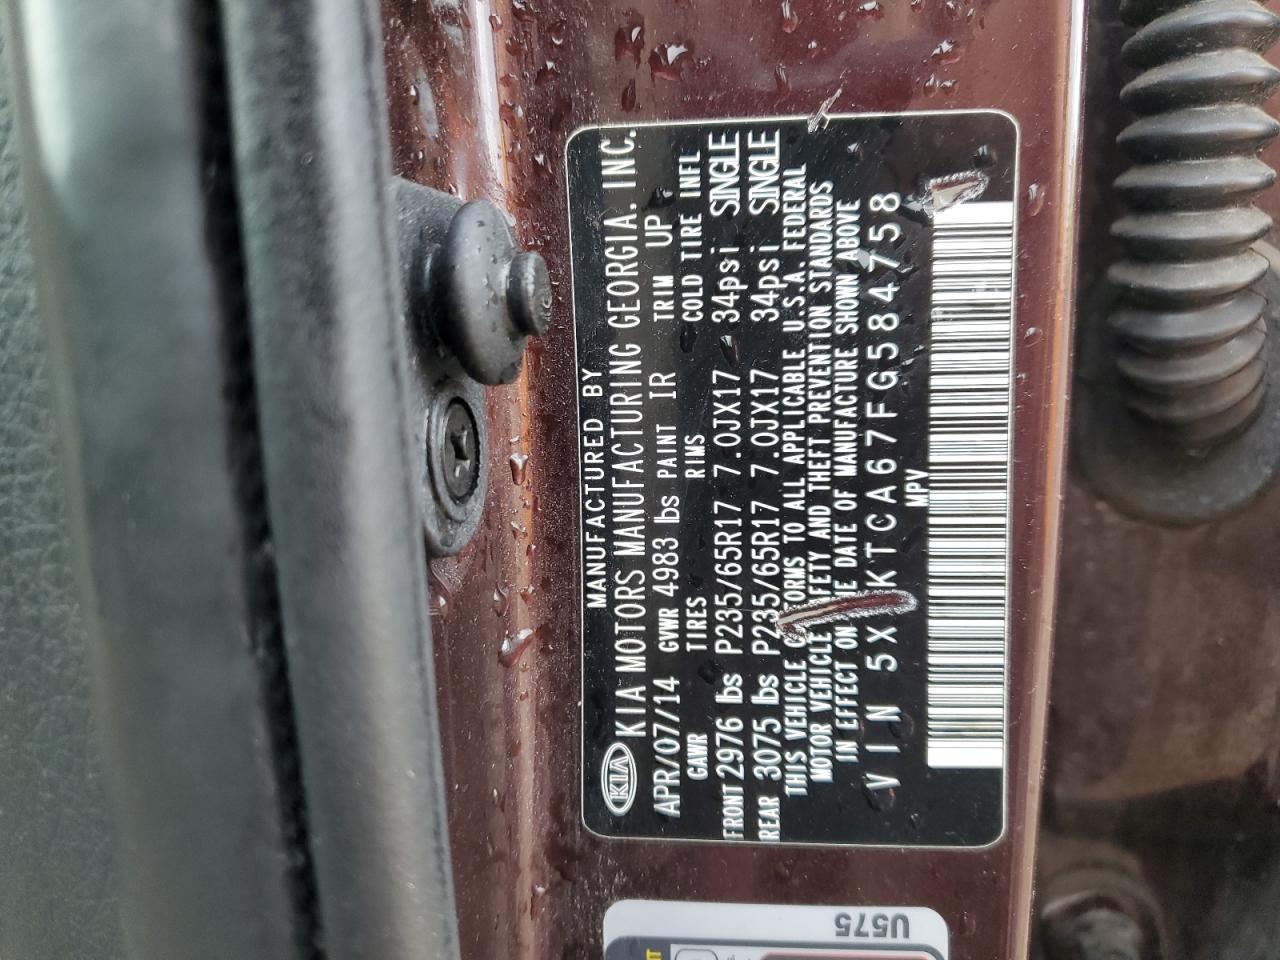 MANUFACTURED BY
KIA KIA MOTORS MANUFACTURING GEORGIA, INC.
APR/07/14 GVWR 4983 lbs PAINT IR TRIM UP
GAWR TIRES RIMS COLD TIRE INFL
FRONT 2976 lbs P235/65R17 7.0JX17 34psi SINGLE
REAR 3075 lbs P235/65R17 7.0JX17 34psi SINGLE
THIS VEHICLE TO ALL APPLICABLE U.S.A. FEDERAL
MOTOR VEHICLE AND THEFT PREVENTION STANDARDS
IN EFFECT ON DATE OF MANUFACTURE SHOWN ABOVE
VIN 5XYKTCA67FG584758
MPV
U575